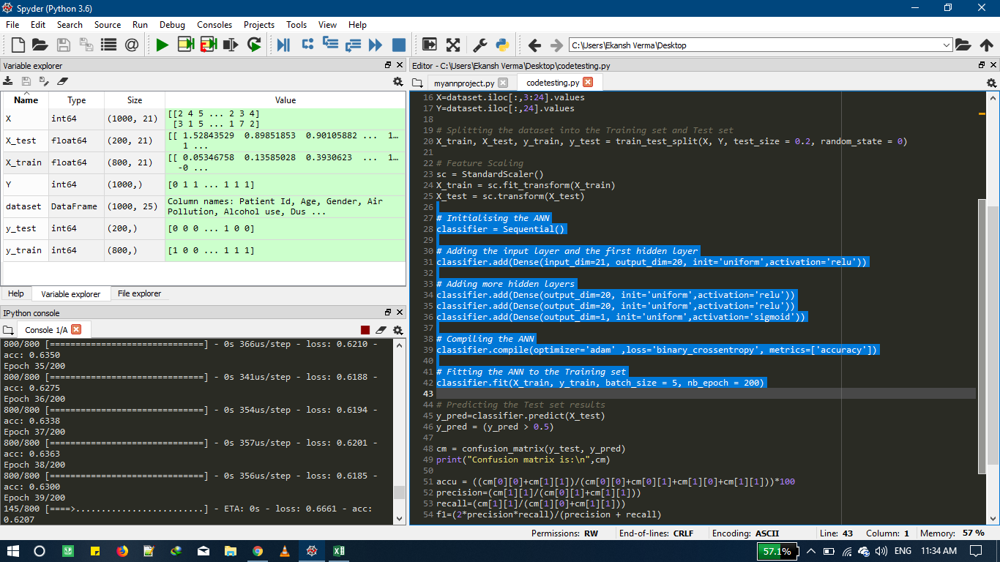 Spyder (Python 3.6)
File Edit Search Source Run Debug Consoles Projects Tools View Help
C:\Users\Ekansh Verma\Desktop
Variable explorer
Name Type Size Value
X int64 (1000, 21) [[2 4 5 ... 2 3 4]
[3 1 5 ... 1 7 2]
X_test float64 (200, 21) [[ 1.52843529 0.89851853 0.90105882 ... 1…
1 ...
X_train float64 (800, 21) [[ 0.05346758 0.13585028 0.3930623 ... 1…
-0 ...
Y int64 (1000,) [0 1 1 ... 1 1 1]
dataset DataFrame (1000, 25) Column names: Patient Id, Age, Gender, Air
Pollution, Alcohol use, Dus ...
y_test int64 (200,) [0 0 0 ... 1 0 0]
y_train int64 (800,) [1 0 0 ... 1 1 1]
Help Variable explorer File explorer
IPython console
Console 1/A
800/800 [==============================] - 0s 366us/step - loss: 0.6210 -
acc: 0.6350
Epoch 35/200
800/800 [==============================] - 0s 341us/step - loss: 0.6188 -
acc: 0.6275
Epoch 36/200
800/800 [==============================] - 0s 354us/step - loss: 0.6194 -
acc: 0.6338
Epoch 37/200
800/800 [==============================] - 0s 357us/step - loss: 0.6201 -
acc: 0.6363
Epoch 38/200
800/800 [==============================] - 0s 356us/step - loss: 0.6185 -
acc: 0.6300
Epoch 39/200
145/800 [====>.........................] - ETA: 0s - loss: 0.6661 - acc:
0.6207
Editor - C:\Users\Ekansh Verma\Desktop\codetesting.py
myannproject.py codetesting.py
16 X=dataset.iloc[:,3:24].values
17 Y=dataset.iloc[:,24].values
18
19 # Splitting the dataset into the Training set and Test set
20 X_train, X_test, y_train, y_test = train_test_split(X, Y, test_size = 0.2, random_state = 0)
21
22 # Feature Scaling
23 sc = StandardScaler()
24 X_train = sc.fit_transform(X_train)
25 X_test = sc.transform(X_test)
26
27 # Initialising the ANN
28 classifier = Sequential()
29
30 # Adding the input layer and the first hidden layer
31 classifier.add(Dense(input_dim=21, output_dim=20, init='uniform',activation='relu'))
32
33 # Adding more hidden layers
34 classifier.add(Dense(output_dim=20, init='uniform',activation='relu'))
35 classifier.add(Dense(output_dim=20, init='uniform',activation='relu'))
36 classifier.add(Dense(output_dim=1, init='uniform',activation='sigmoid'))
37
38 # Compiling the ANN
39 classifier.compile(optimizer='adam' ,loss='binary_crossentropy', metrics=['accuracy'])
40
41 # Fitting the ANN to the Training set
42 classifier.fit(X_train, y_train, batch_size = 5, nb_epoch = 200)
43
44 # Predicting the Test set results
45 y_pred=classifier.predict(X_test)
46 y_pred = (y_pred > 0.5)
47
48 cm = confusion_matrix(y_test, y_pred)
49 print("Confusion matrix is:\n",cm)
50
51 accu = ((cm[0][0]+cm[1][1])/(cm[0][0]+cm[0][1]+cm[1][0]+cm[1][1]))*100
52 precision=(cm[1][1]/(cm[0][1]+cm[1][1]))
53 recall=(cm[1][1]/(cm[1][0]+cm[1][1]))
54 f1=(2*precision*recall)/(precision + recall)
Permissions: RW End-of-lines: CRLF Encoding: ASCII Line: 43 Column: 1 Memory: 57 %
57.1% ENG 11:34 AM